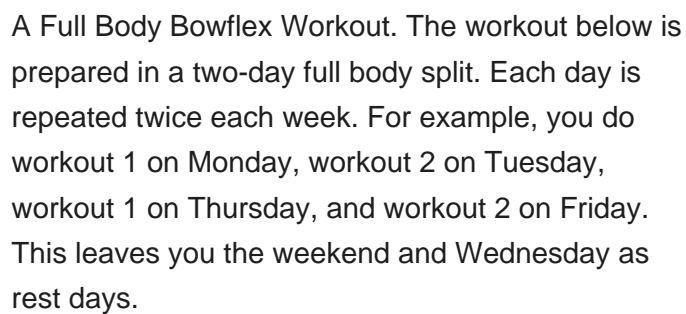 A Full Body Bowflex Workout. The workout below is
prepared in a two-day full body split. Each day is
repeated twice each week. For example, you do
workout 1 on Monday, workout 2 on Tuesday,
workout 1 on Thursday, and workout 2 on Friday.
This leaves you the weekend and Wednesday as
rest days.